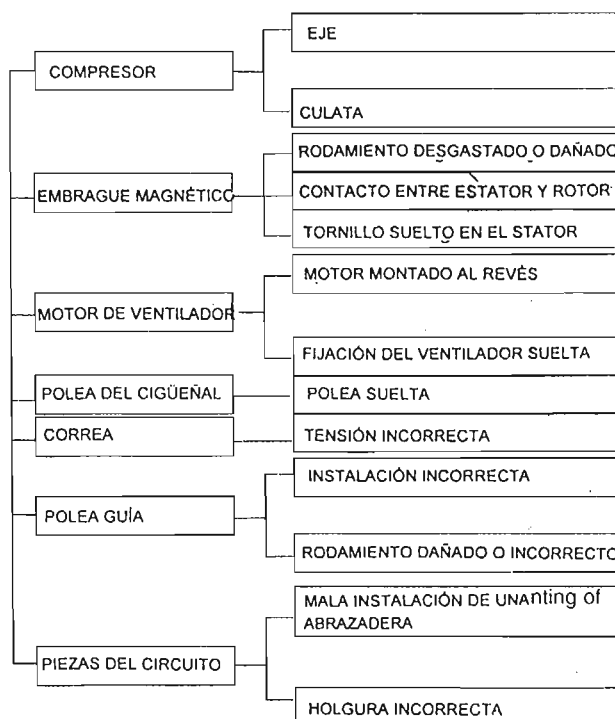 COMPRESOR
EJE
CULATA
EMBRAGUE MAGNÉTICO
RODAMIENTO DESGASTADO O DAÑADO
CONTACTO ENTRE ESTATOR Y ROTOR
TORNILLO SUELTO EN EL STATOR
MOTOR DE VENTILADOR
MOTOR MONTADO AL REVÉS
FIJACIÓN DEL VENTILADOR SUELTA
POLEA DEL CIGÜEÑAL
POLEA SUELTA
CORREA
TENSIÓN INCORRECTA
POLEA GUÍA
INSTALACIÓN INCORRECTA
RODAMIENTO DAÑADO O INCORRECTO
PIEZAS DEL CIRCUITO
MALA INSTALACIÓN DE UNAnting of
ABRAZADERA
HOLGURA INCORRECTA